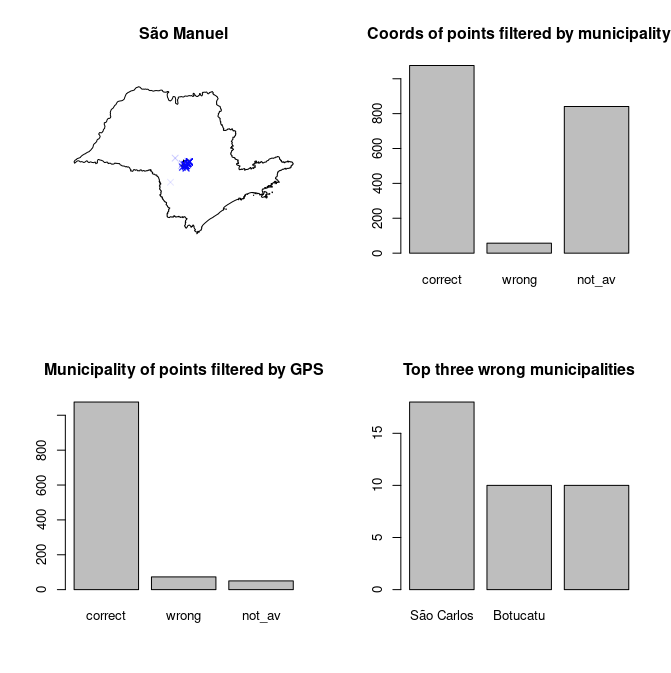 São Manuel
Coords of points filtered by municipality
800
600
400
200
0
correct wrong not_av
Municipality of points filtered by GPS
800
600
400
200
0
correct wrong not_av
Top three wrong municipalities
15
10
5
0
São Carlos Botucatu